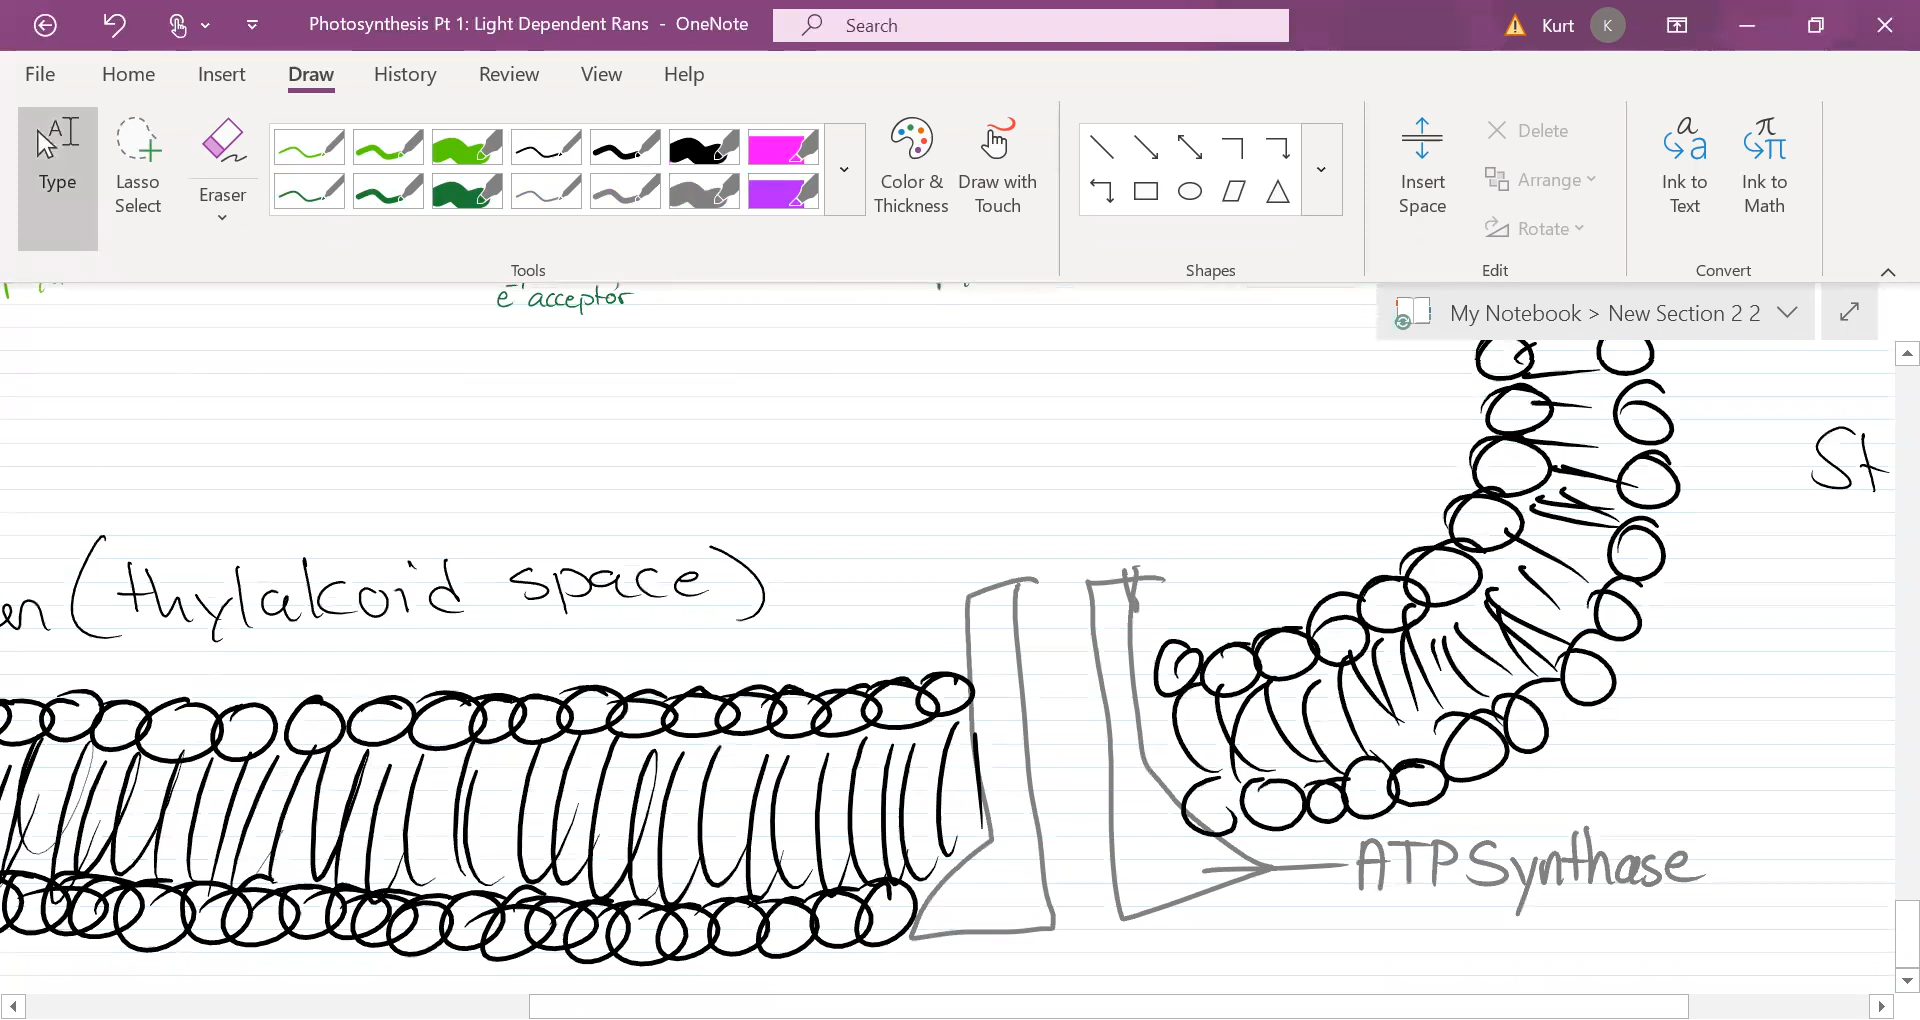 Photosynthesis Pt 1: Light Dependent Rans - OneNote
Search
Kurt
K
File Home Insert Draw History Review View Help
Type
Lasso Select
Eraser
Color & Thickness
Draw with Touch
Insert Space
Delete
Arrange
Rotate
Ink to Text
Ink to Math
Tools
Shapes
Edit
Convert
e- acceptor
My Notebook > New Section 2 2
St
en (thylakoid space)
ATP Synthase